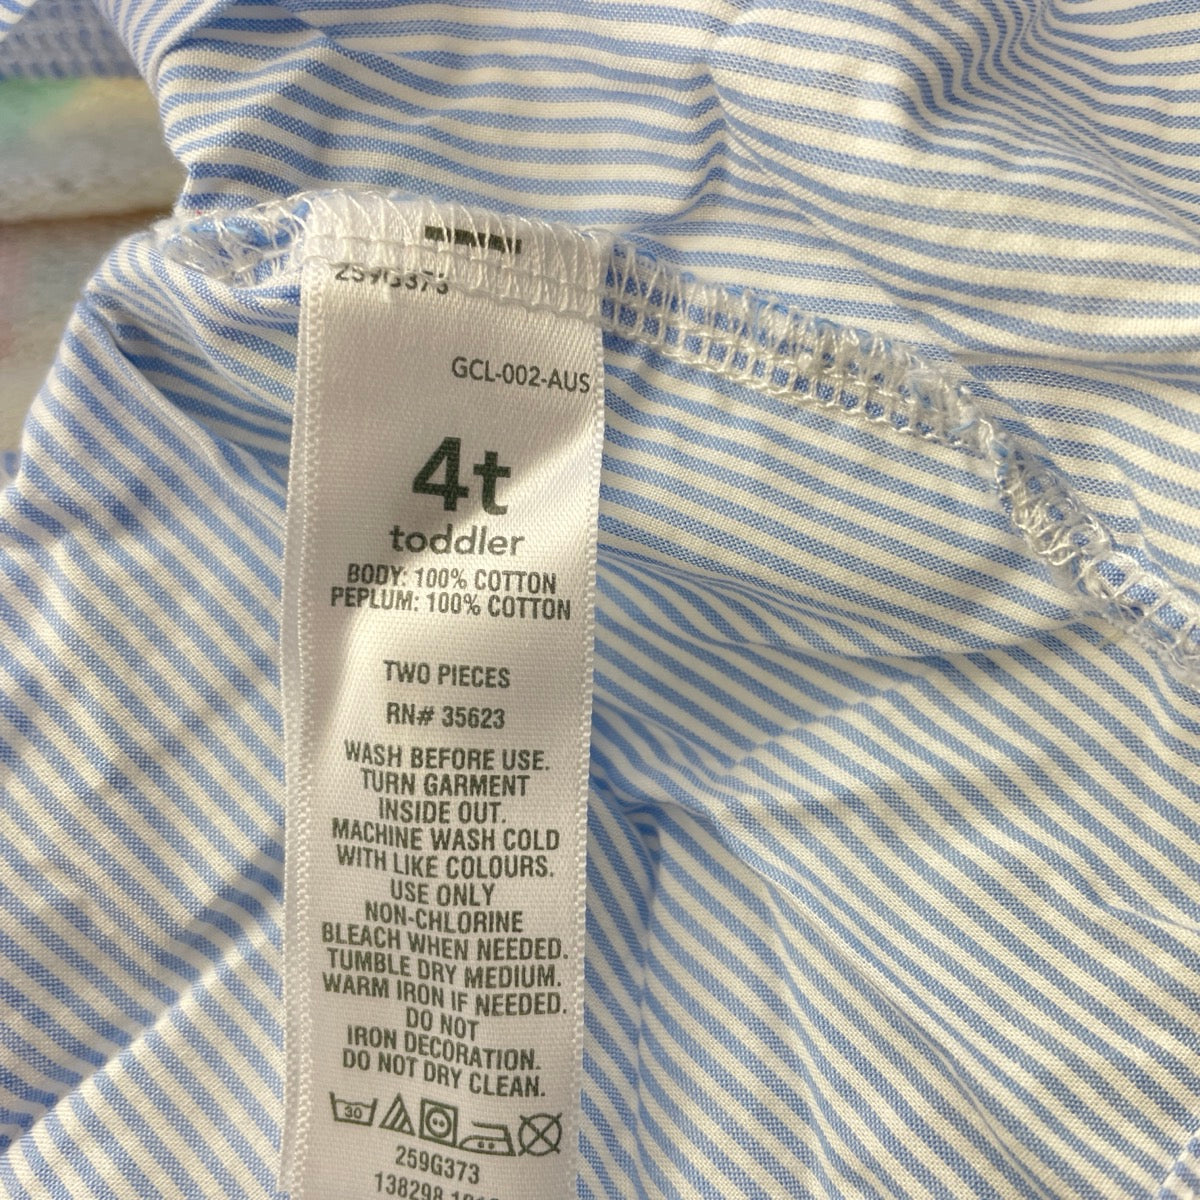 259G373
GCL-002-AUS
4t
toddler
BODY: 100% COTTON
PEPLUM: 100% COTTON
TWO PIECES
RN# 35623
WASH BEFORE USE.
TURN GARMENT
INSIDE OUT.
MACHINE WASH COLD
WITH LIKE COLOURS.
USE ONLY
NON-CHLORINE
BLEACH WHEN NEEDED.
TUMBLE DRY MEDIUM.
WARM IRON IF NEEDED.
DO NOT
IRON DECORATION.
DO NOT DRY CLEAN.
30
259G373
138298